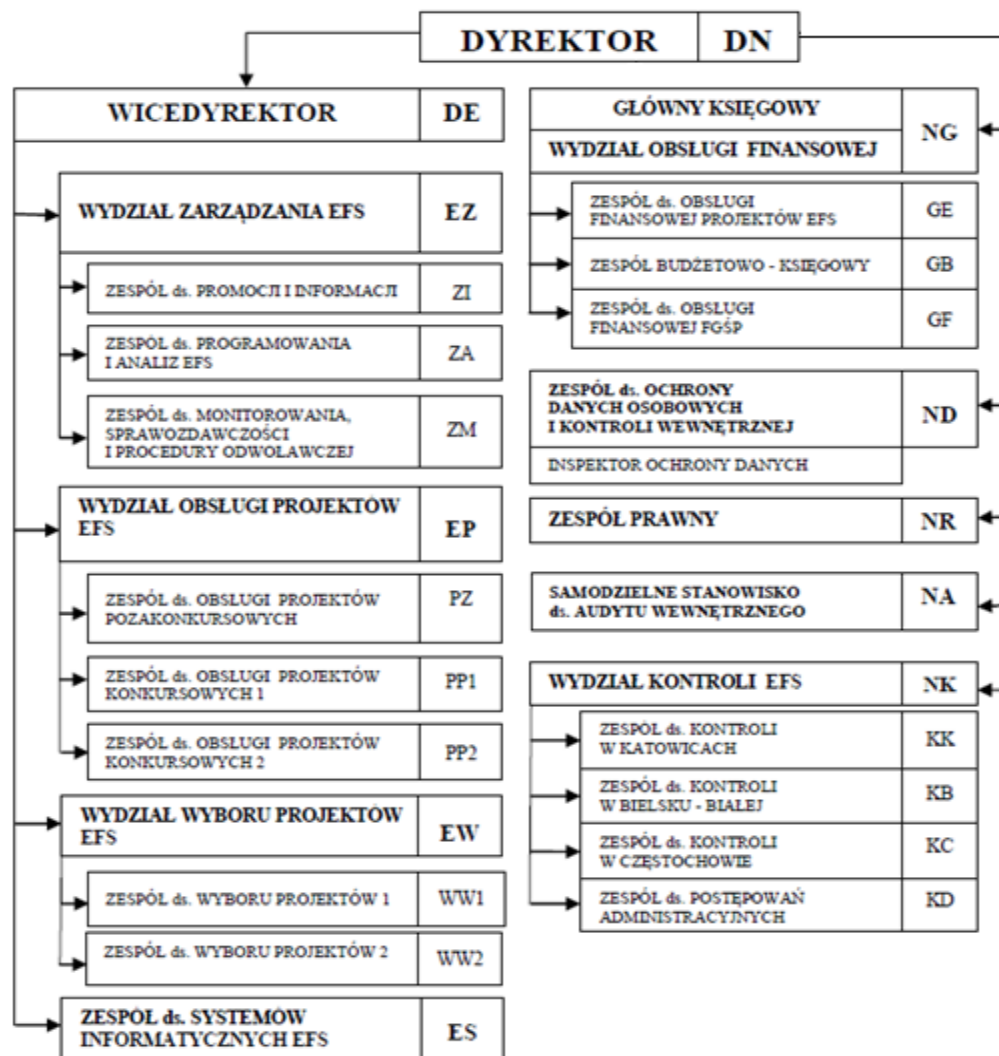 DYREKTOR DN
WICEDYREKTOR DE
WYDZIAŁ ZARZĄDZANIA EFS EZ
ZESPÓŁ ds. PROMOCJI I INFORMACJI ZI
ZESPÓŁ ds. PROGRAMOWANIA
I ANALIZ EFS ZA
ZESPÓŁ ds. MONITOROWANIA,
SPRAWOZDAWCZOŚCI
I PROCEDURY ODWOŁAWCZEJ ZM
WYDZIAŁ OBSŁUGI PROJEKTÓW
EFS EP
ZESPÓŁ ds. OBSŁUGI PROJEKTÓW
POZAKONKURSOWYCH PZ
ZESPÓŁ ds. OBSŁUGI PROJEKTÓW
KONKURSOWYCH 1 PP1
ZESPÓŁ ds. OBSŁUGI PROJEKTÓW
KONKURSOWYCH 2 PP2
WYDZIAŁ WYBORU PROJEKTÓW
EFS EW
ZESPÓŁ ds. WYBORU PROJEKTÓW 1 WW1
ZESPÓŁ ds. WYBORU PROJEKTÓW 2 WW2
ZESPÓŁ ds. SYSTEMÓW
INFORMATYCZNYCH EFS ES
GŁÓWNY KSIĘGOWY
WYDZIAŁ OBSŁUGI FINANSOWEJ NG
ZESPÓŁ ds. OBSŁUGI
FINANSOWEJ PROJEKTÓW EFS GE
ZESPÓŁ BUDŻETOWO - KSIĘGOWY GB
ZESPÓŁ ds. OBSŁUGI
FINANSOWEJ FGŚP GF
ZESPÓŁ ds. OCHRONY
DANYCH OSOBOWYCH
I KONTROLI WEWNĘTRZNEJ ND
INSPEKTOR OCHRONY DANYCH
ZESPÓŁ PRAWNY NR
SAMODZIELNE STANOWISKO
ds. AUDYTU WEWNĘTRZNEGO NA
WYDZIAŁ KONTROLI EFS NK
ZESPÓŁ ds. KONTROLI
W KATOWICACH KK
ZESPÓŁ ds. KONTROLI
W BIELSKU - BIAŁEJ KB
ZESPÓŁ ds. KONTROLI
W CZĘSTOCHOWIE KC
ZESPÓŁ ds. POSTĘPOWAŃ
ADMINISTRACYJNYCH KD